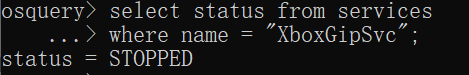 osquery> select status from services
    ...> where name = "XboxGipSvc";
status = STOPPED